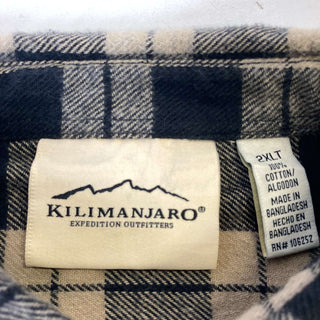 KILIMANJARO®
EXPEDITION OUTFITTERS
2XLT
100%
COTTON/
ALGODON
MADE IN
BANGLADESH
HECHO EN
BANGLADESH
RN# 106252